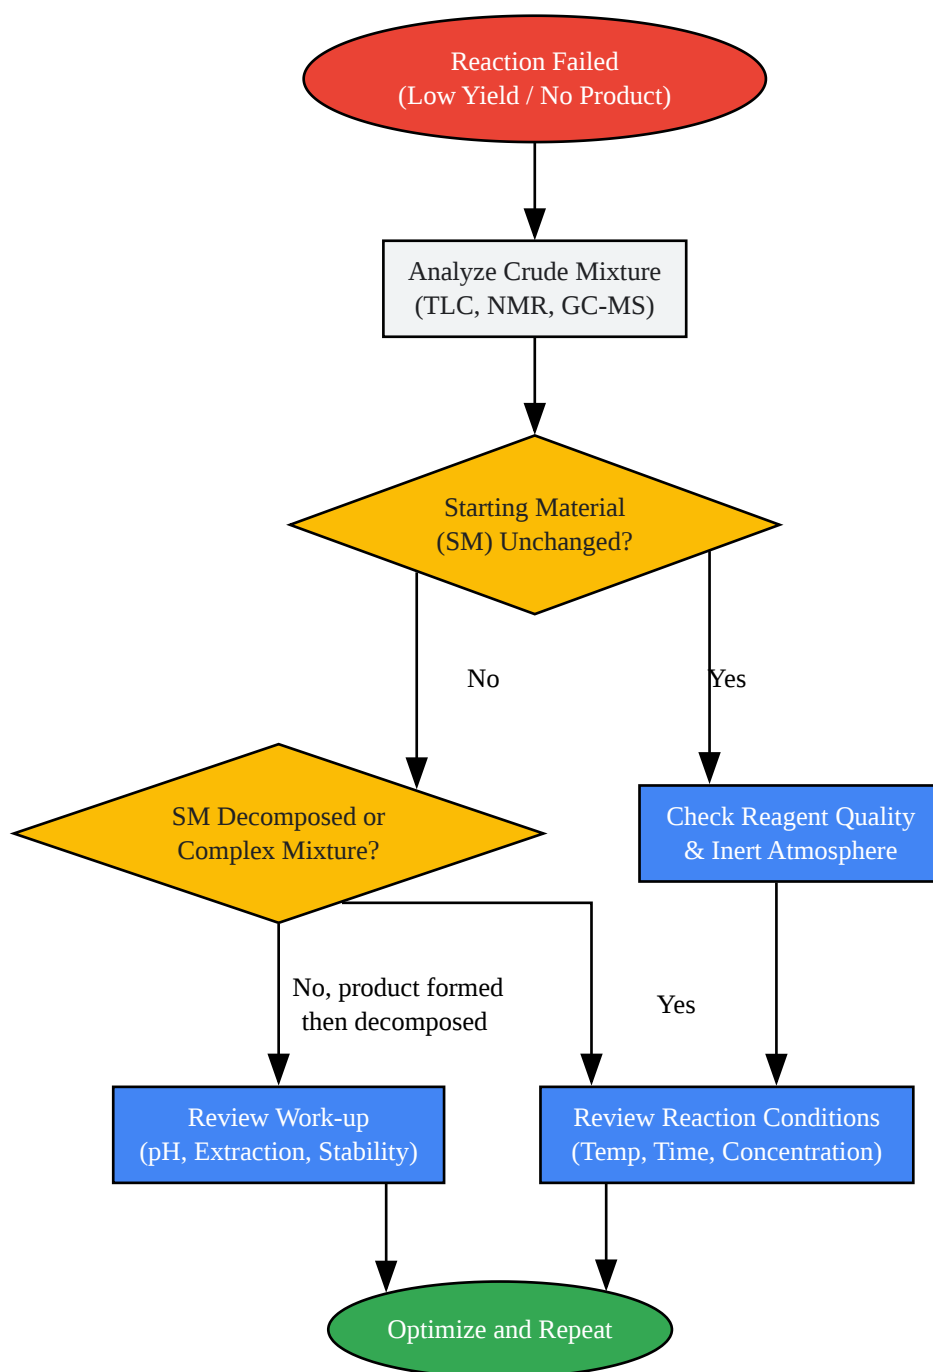 Reaction Failed
(Low Yield / No Product)
Analyze Crude Mixture
(TLC, NMR, GC-MS)
Starting Material
(SM) Unchanged?
No
Yes
SM Decomposed or
Complex Mixture?
Check Reagent Quality
& Inert Atmosphere
No, product formed
then decomposed
Yes
Review Work-up
(pH, Extraction, Stability)
Review Reaction Conditions
(Temp, Time, Concentration)
Optimize and Repeat